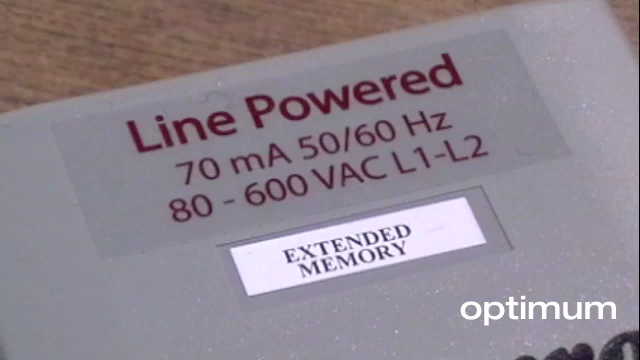 Line Powered
70 mA 50/60 Hz
80 - 600 VAC L1-L2
EXTENDED
MEMORY
optimum